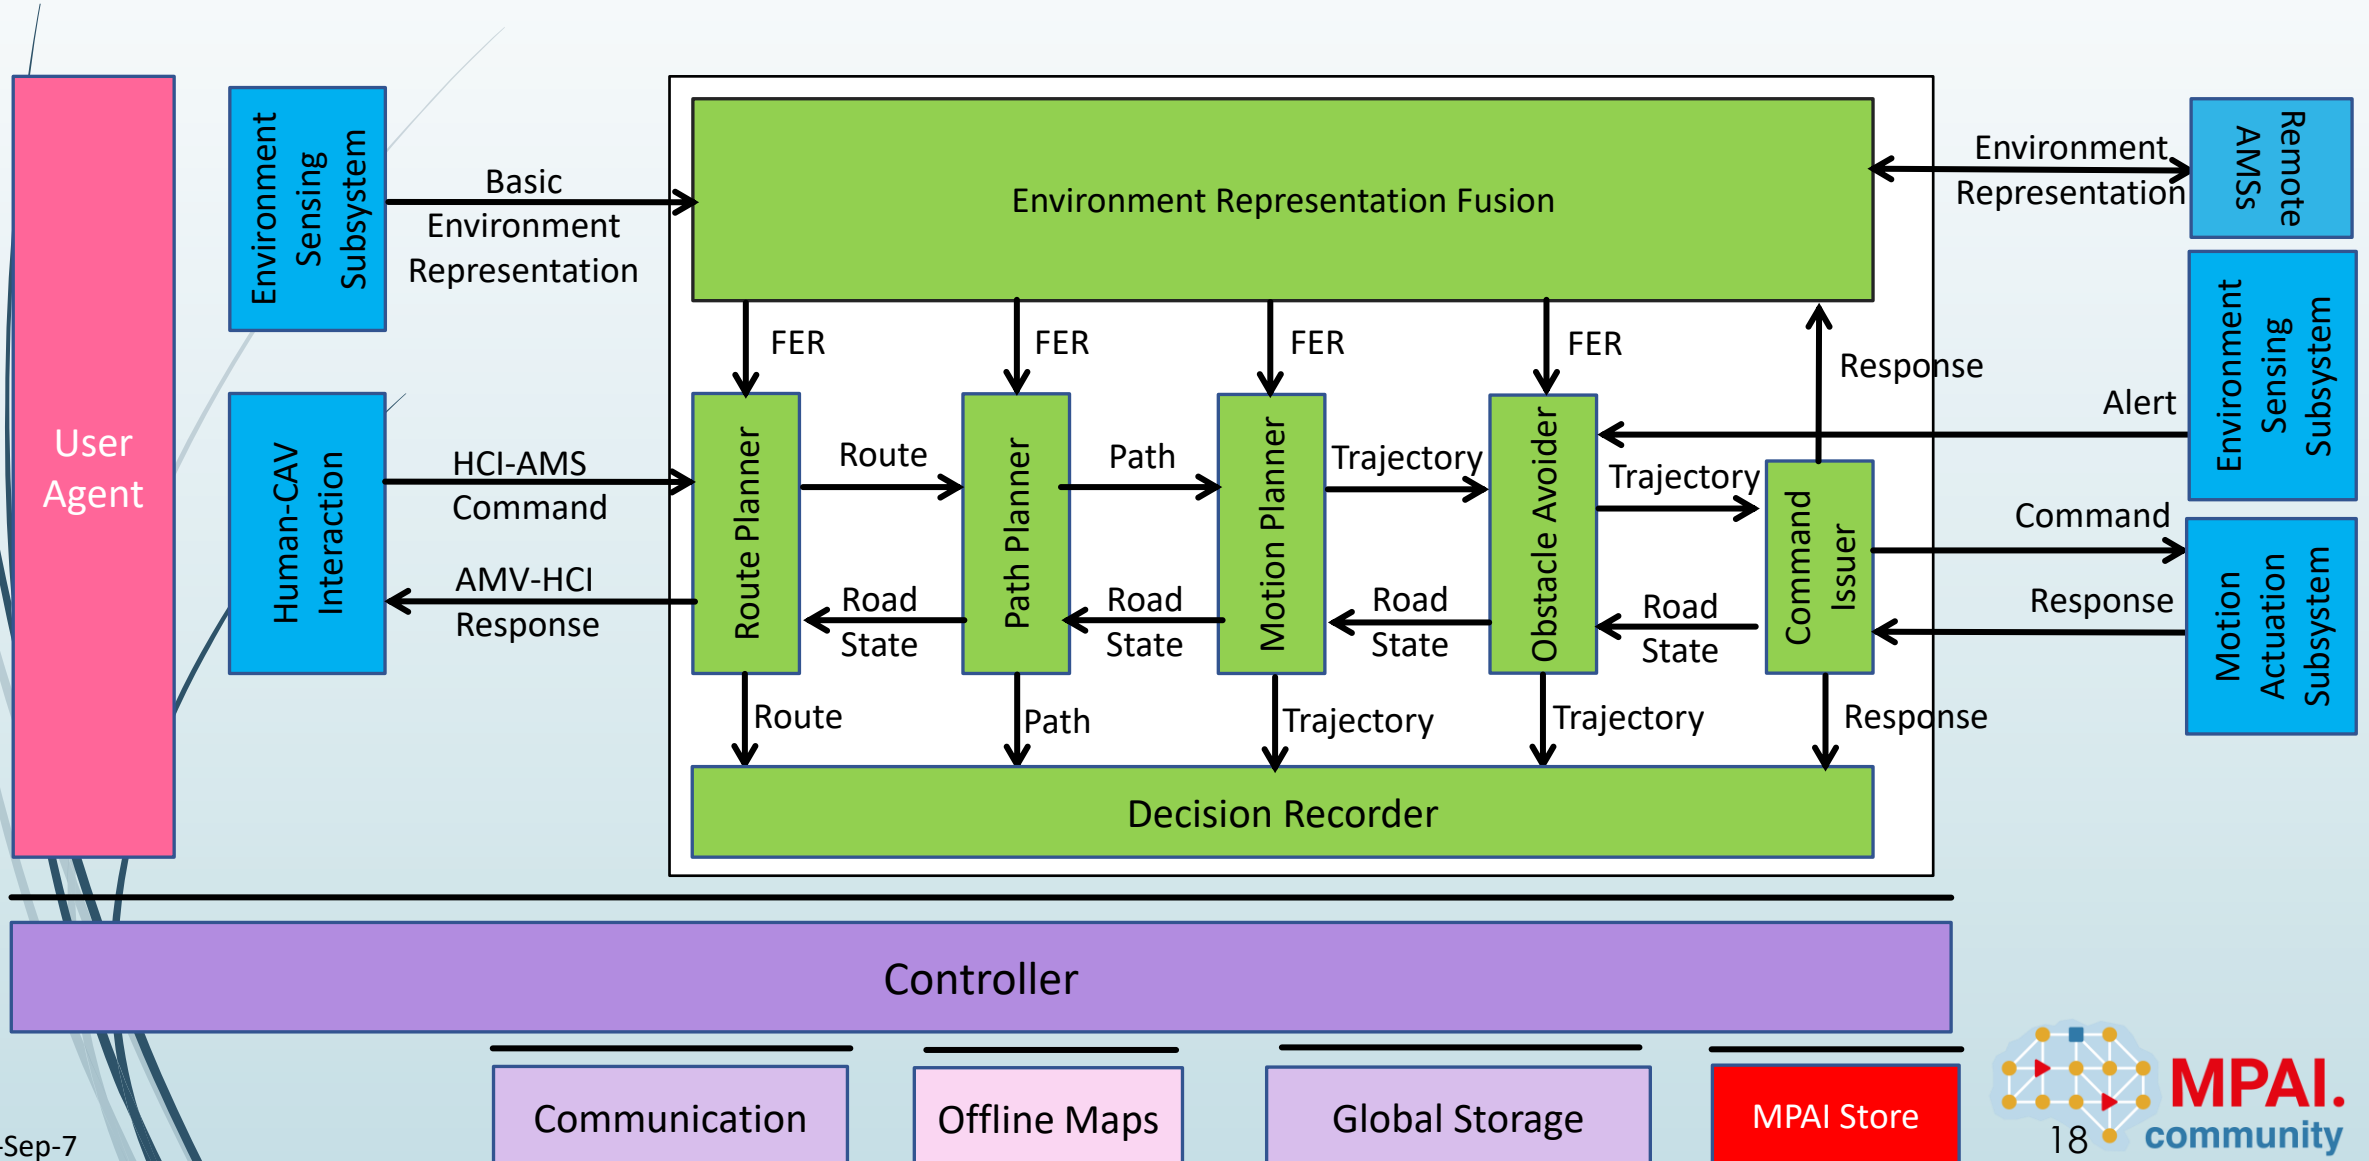 User
Agent
Environment
Sensing
Subsystem
Basic
Environment
Representation
Environment Representation Fusion
Environment
Representation
Remote
AMSs
FER
FER
FER
FER
Response
Environment
Sensing
Subsystem
Alert
Human-CAV
Interaction
HCI-AMS
Command
AMV-HCI
Response
Route Planner
Route
Road
State
Path Planner
Path
Road
State
Motion Planner
Trajectory
Road
State
Obstacle Avoider
Trajectory
Road
State
Command
Issuer
Command
Response
Motion
Actuation
Subsystem
Route
Path
Trajectory
Trajectory
Response
Decision Recorder
Controller
Communication
Offline Maps
Global Storage
MPAI Store
MPAI.
community
18
-Sep-7